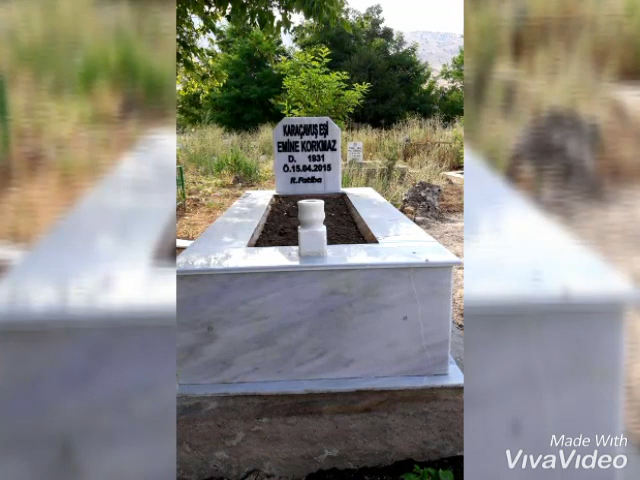 KARAÇAVUŞ EŞİ
EMİNE KORKMAZ
D. 1931
Ö.15.04.2015
R.Fatiha
Made With
VivaVideo